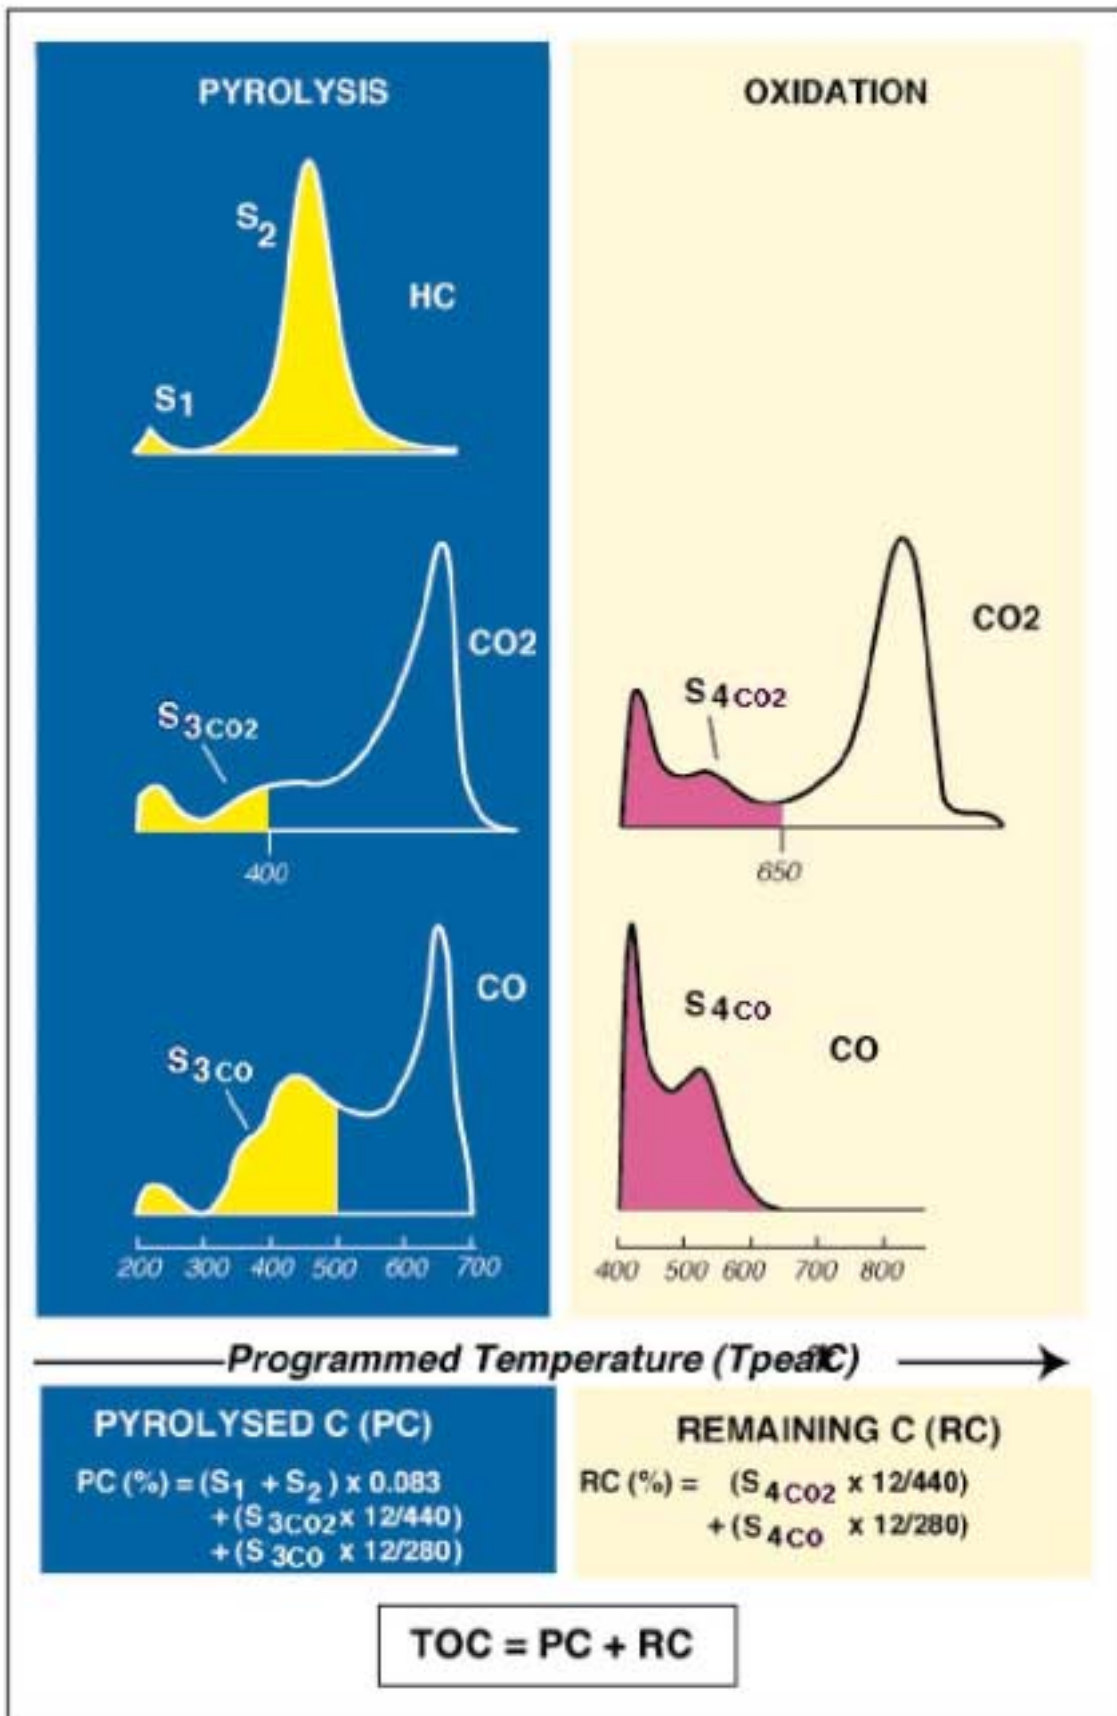 PYROLYSIS
S2
HC
S1
CO2
S3CO2
400
CO
S3CO
200 300 400 500 600 700
OXIDATION
CO2
S4CO2
650
S4CO
CO
400 500 600 700 800
Programmed Temperature
PYROLYSED C (PC)
PC (%) = (S1 + S2) x 0.083
+ (S3CO2 x 12/440)
+ (S3CO x 12/280)
REMAINING C (RC)
RC (%) = (S4CO2 x 12/440)
+ (S4CO x 12/280)
TOC = PC + RC